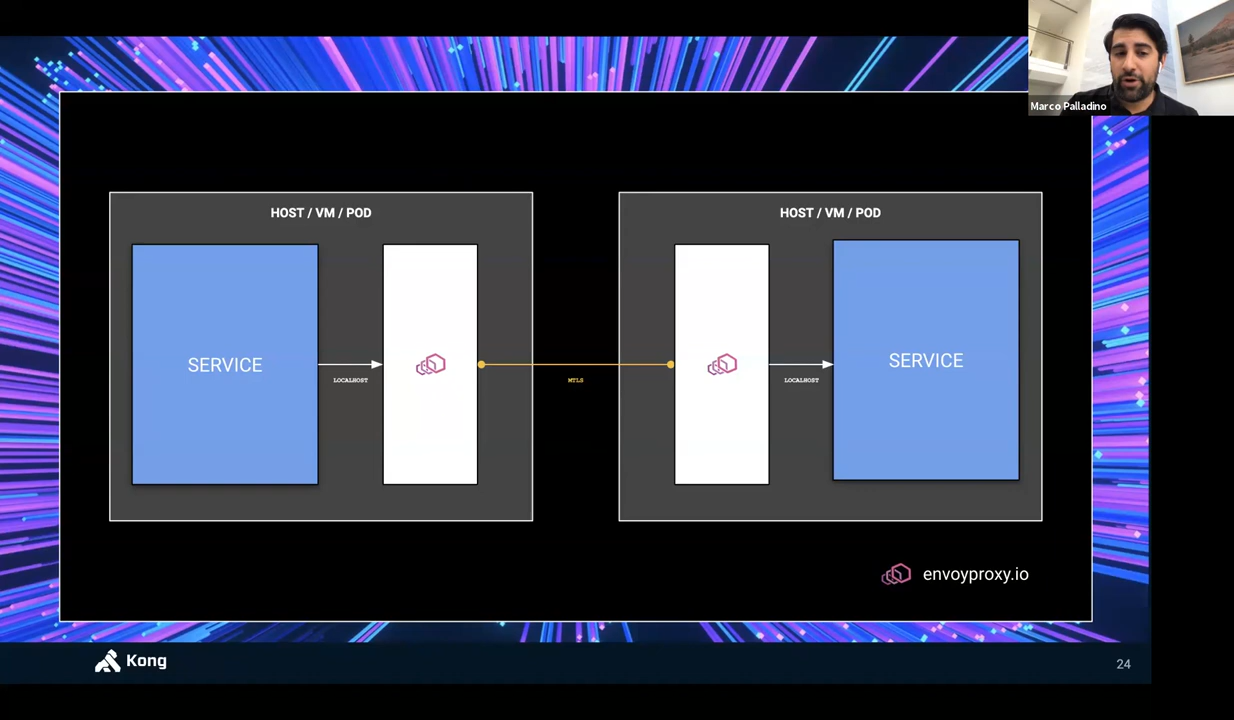 Marco Palladino
HOST / VM / POD
HOST / VM / POD
SERVICE
LOCALHOST
MTLS
LOCALHOST
SERVICE
envoyproxy.io
Kong
24